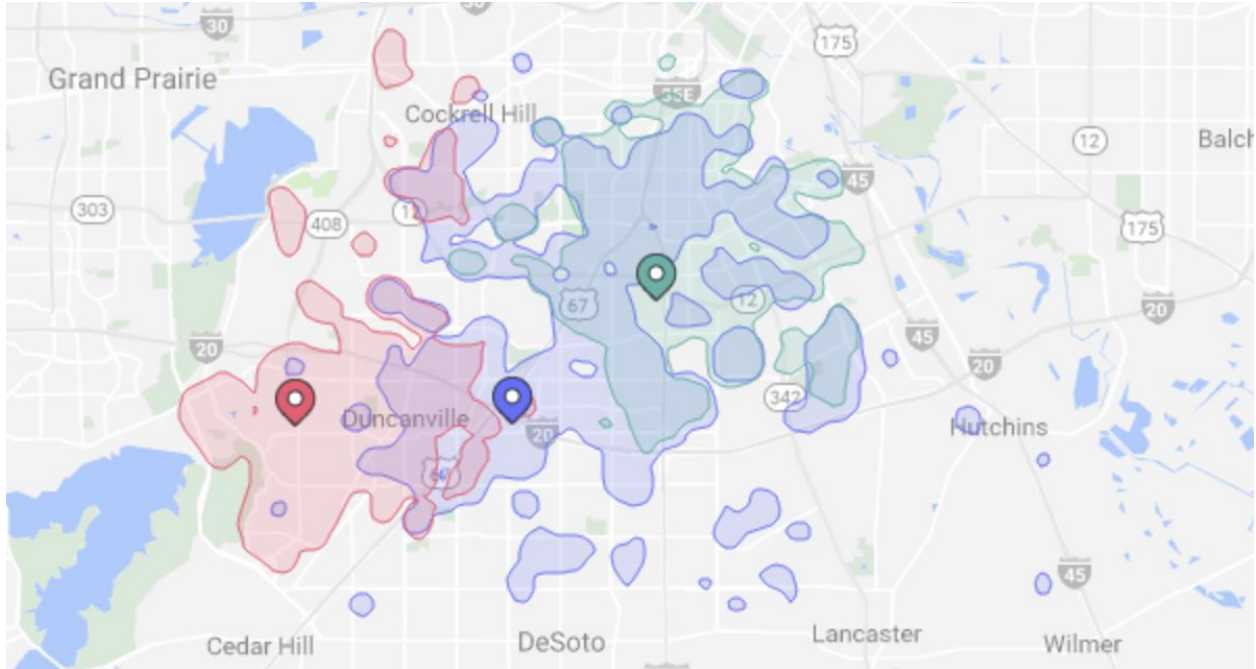 30
30
175
Grand Prairie
35E
Cockrell Hill
12
Balch
45
303
12
408
175
67
12
20
20
45
20
342
Duncanville
20
Hutchins
67
45
Cedar Hill
DeSoto
Lancaster
Wilmer